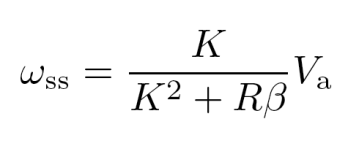 ω_ss = K / (K² + Rβ) V_a